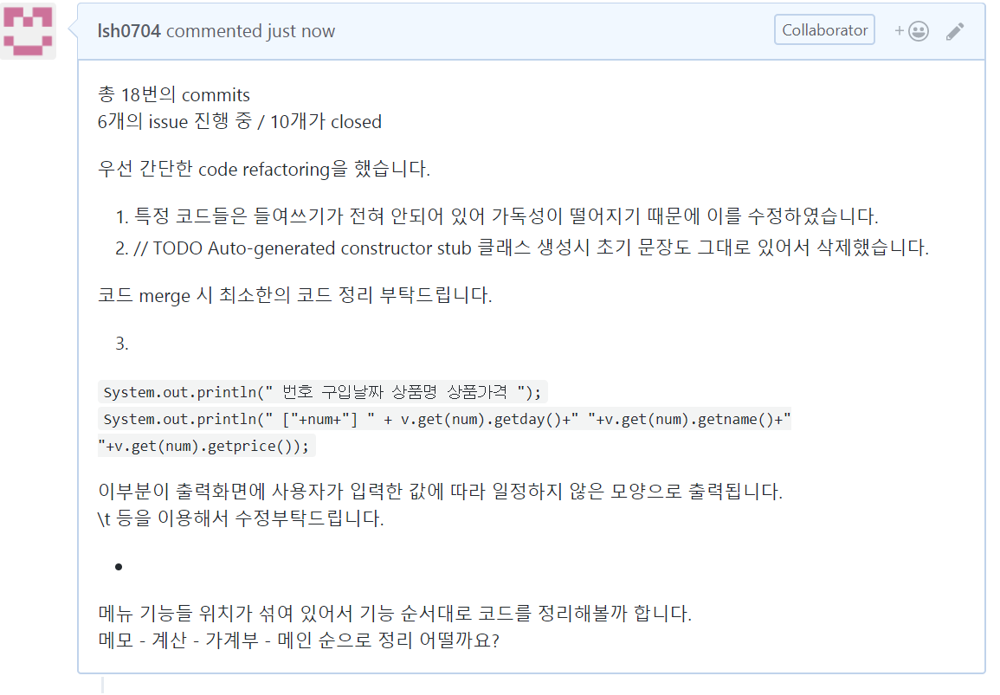 lsh0704 commented just now
Collaborator
총 18번의 commits
6개의 issue 진행 중 / 10개가 closed
우선 간단한 code refactoring을 했습니다.
1. 특정 코드들은 들여쓰기가 전혀 안되어 있어 가독성이 떨어지기 때문에 이를 수정하였습니다.
2. // TODO Auto-generated constructor stub 클래스 생성시 초기 문장도 그대로 있어서 삭제했습니다.
코드 merge 시 최소한의 코드 정리 부탁드립니다.
3.
System.out.println(" 번호 구입날짜 상품명 상품가격 ");
System.out.println(" ["+num+"] " + v.get(num).getday()+" "+v.get(num).getname()+"
"+v.get(num).getprice());
이부분이 출력화면에 사용자가 입력한 값에 따라 일정하지 않은 모양으로 출력됩니다.
\t 등을 이용해서 수정부탁드립니다.
메뉴 기능들 위치가 섞여 있어서 기능 순서대로 코드를 정리해볼까 합니다.
메모 - 계산 - 가계부 - 메인 순으로 정리 어떨까요?